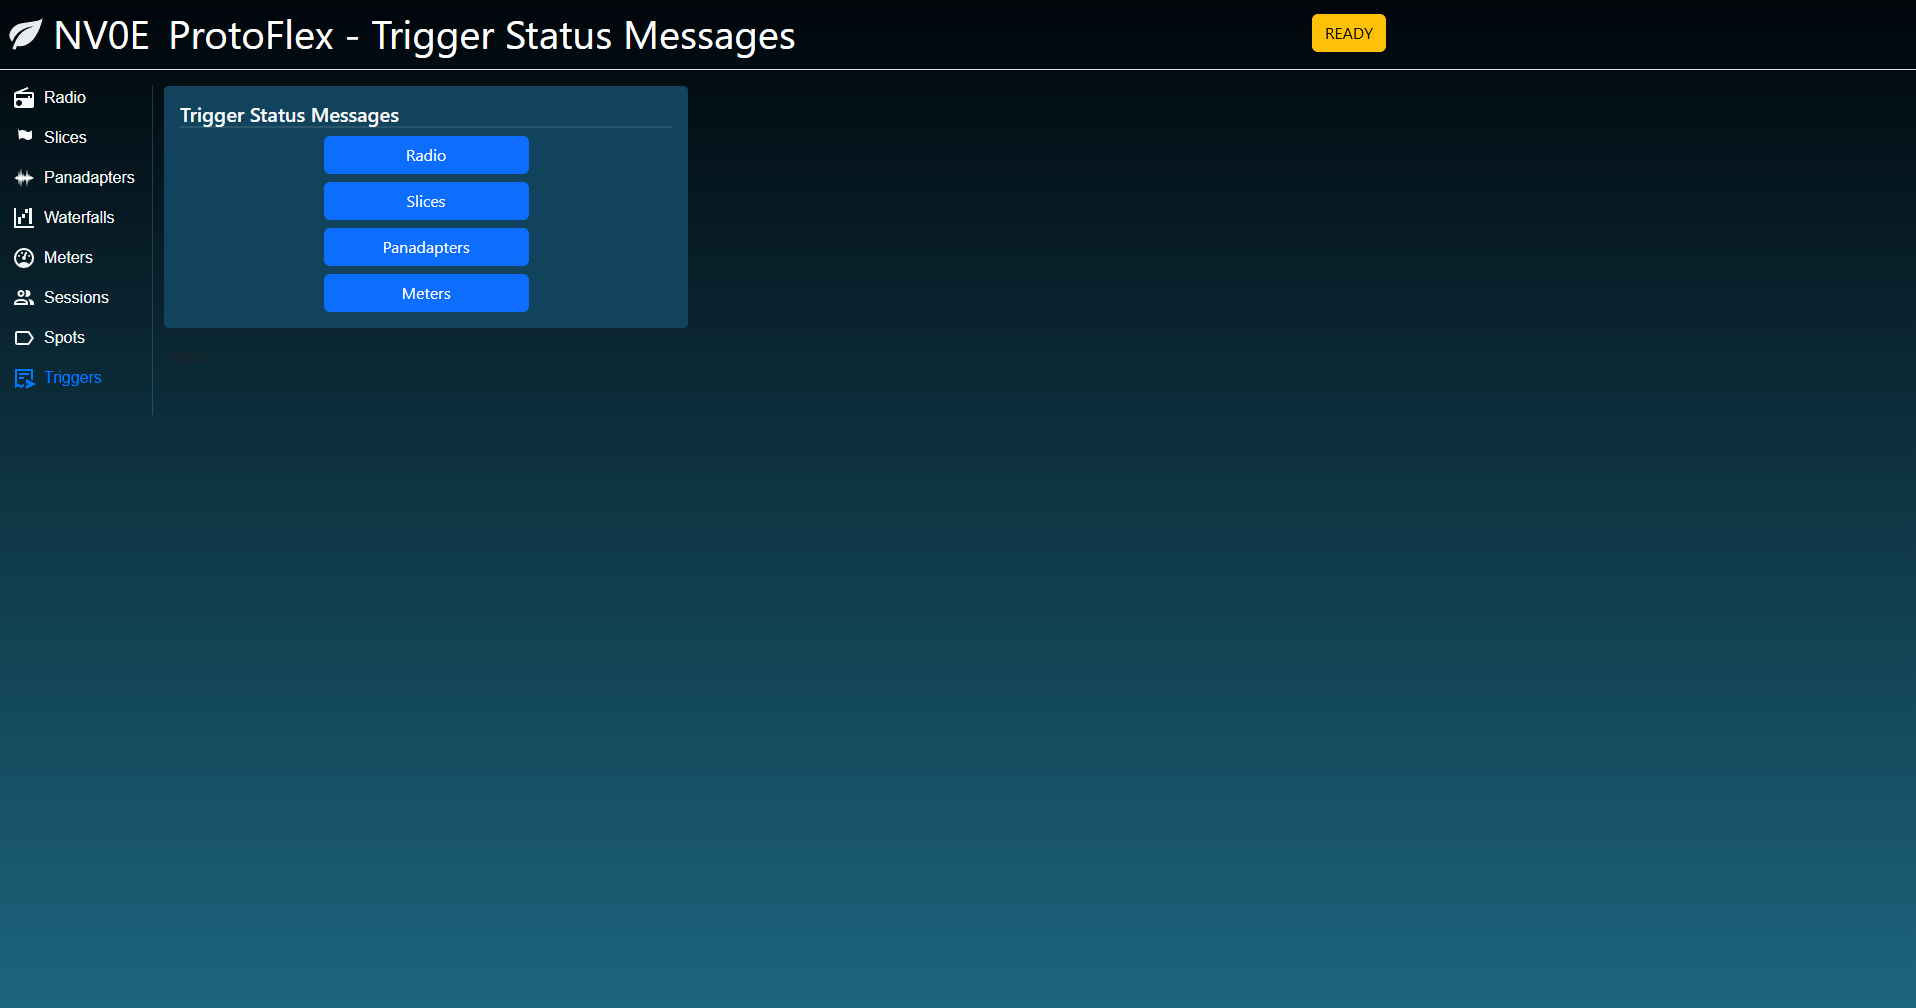 NV0E ProtoFlex - Trigger Status Messages
READY
Radio
Slices
Panadapters
Waterfalls
Meters
Sessions
Spots
Triggers
Trigger Status Messages
Radio
Slices
Panadapters
Meters